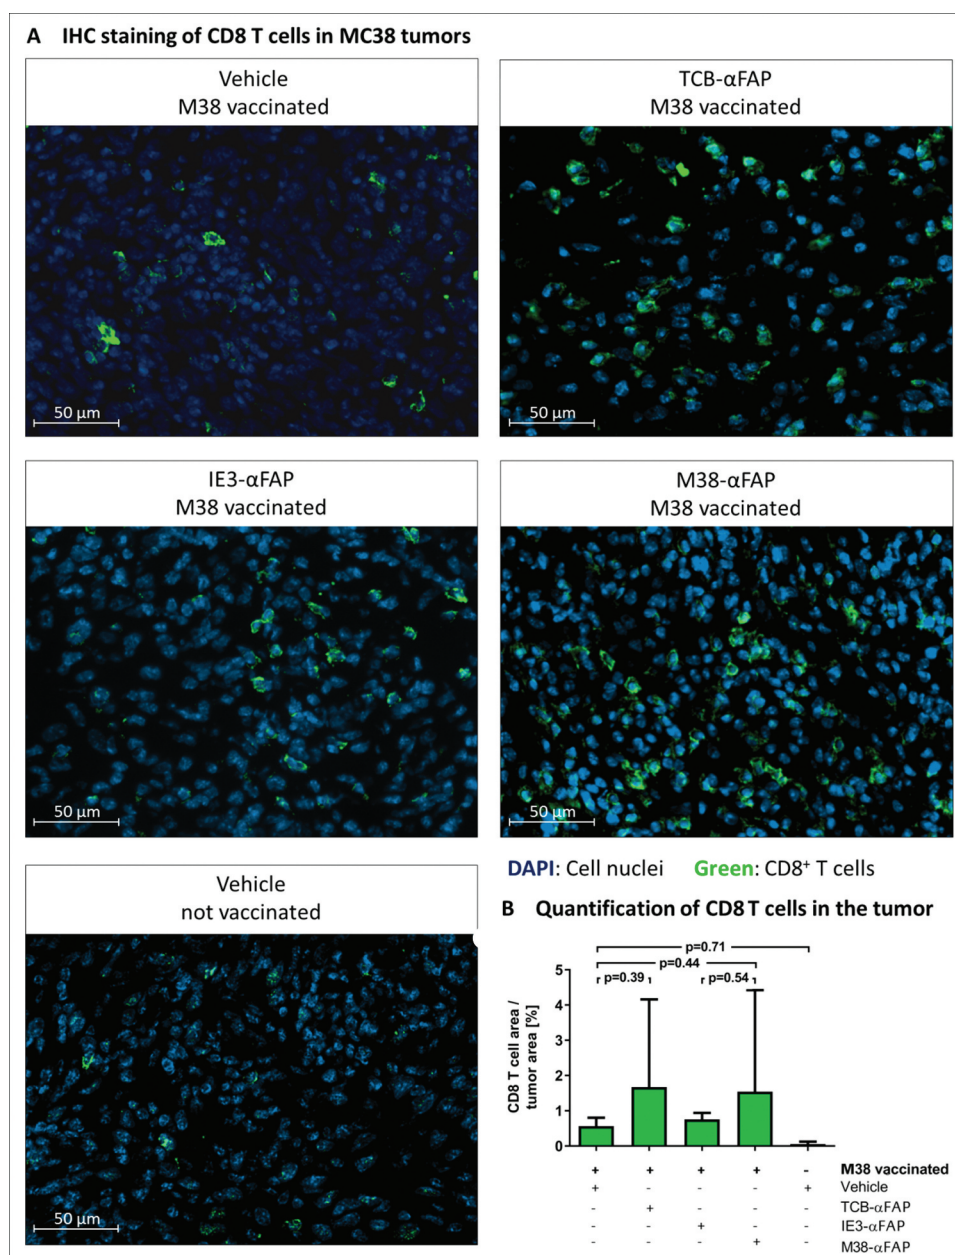 A IHC staining of CD8 T cells in MC38 tumors
Vehicle
M38 vaccinated
TCB-αFAP
M38 vaccinated
50 µm
50 µm
IE3-αFAP
M38 vaccinated
M38-αFAP
M38 vaccinated
50 µm
50 µm
Vehicle
not vaccinated
50 µm
DAPI: Cell nuclei Green: CD8⁺ T cells
B Quantification of CD8 T cells in the tumor
p=0.71
p=0.44
p=0.39 p=0.54
CD8 T cell area /
tumor area [%]
5
4
3
2
1
0
+ + + + - M38 vaccinated
+ - - - + Vehicle
- + - - - TCB-αFAP
- - + - - IE3-αFAP
- - - + - M38-αFAP